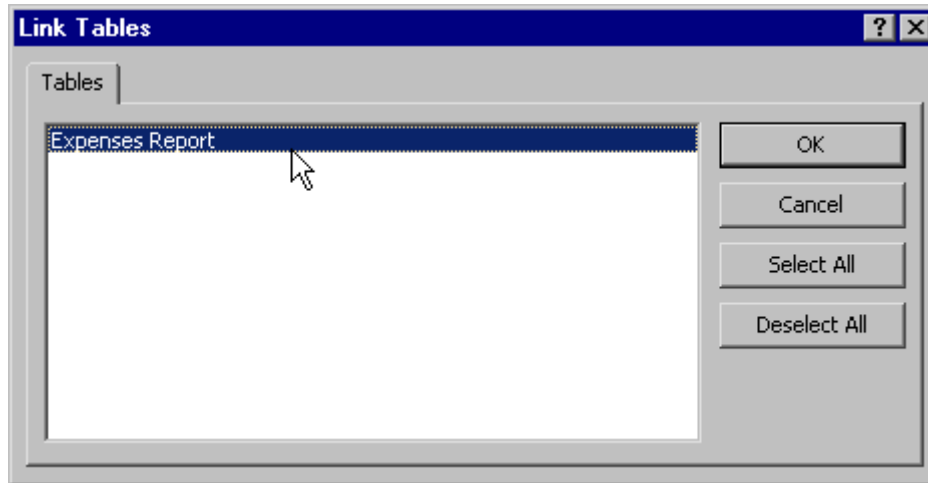 Link Tables
Tables
Expenses Report
OK
Cancel
Select All
Deselect All